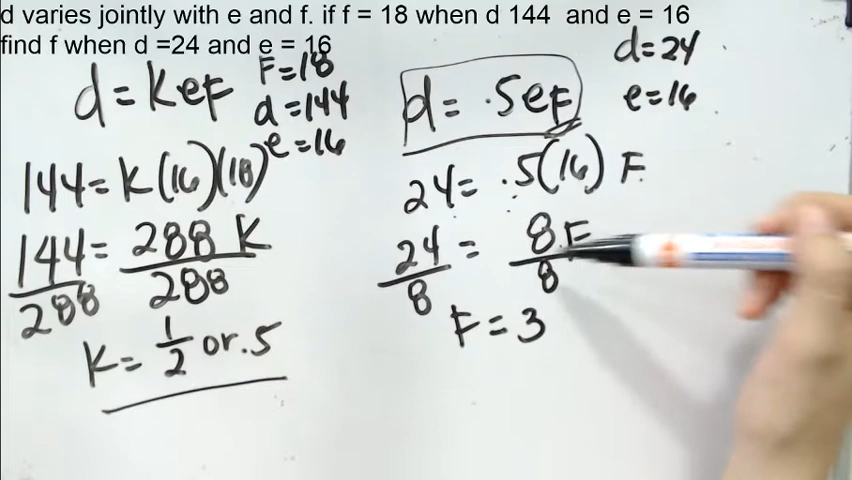 d varies jointly with e and f. if f = 18 when d 144 and e = 16
find f when d =24 and e = 16
d = KeF
F=18
d=144
e=16
144= K(16)(18)
144 = 288 K
288 288
K= 1/2 or .5
d= .5eF
d=24
e=16
24= .5(16) F
24 = 8F
8 8
F = 3